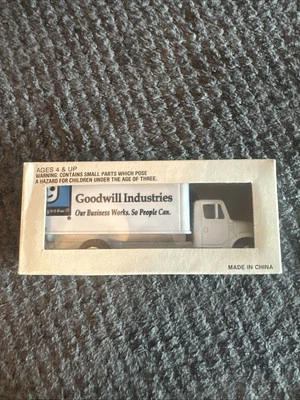 AGES 4 & UP
WARNING: CONTAINS SMALL PARTS WHICH POSE
A HAZARD FOR CHILDREN UNDER THE AGE OF THREE.
Goodwill Industries
Our Business Works. So People Can.
MADE IN CHINA